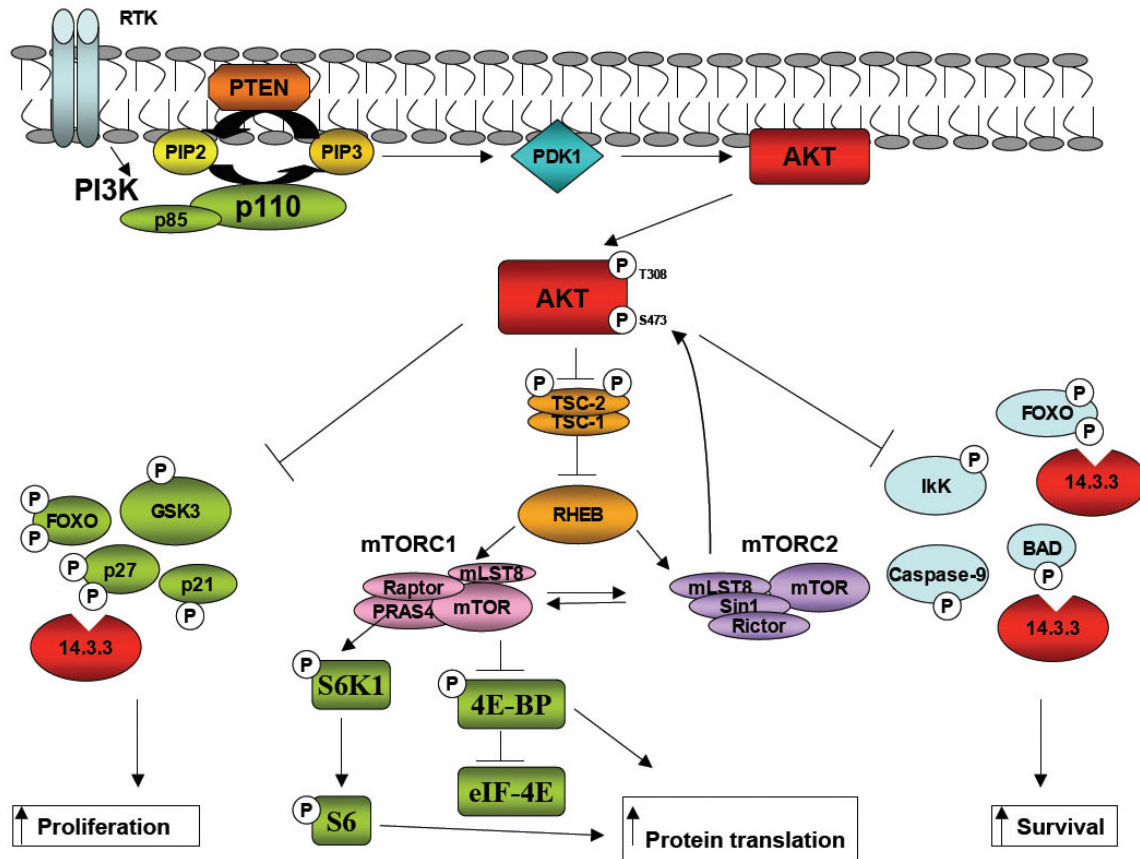 RTK
PTEN
PIP2
PIP3
PDK1
AKT
PI3K
p110
p85
AKT
P
T308
P
S473
P
P
TSC-2
TSC-1
RHEB
mTORC1
mTORC2
mLST8
Raptor
mTOR
PRAS4
mLST8
mTOR
Sin1
Rictor
P
P
P
FOXO
GSK3
P
p27
P
p21
P
14.3.3
P
FOXO
P
P
IkK
14.3.3
BAD
P
Caspase-9
P
14.3.3
P
S6K1
P
4E-BP
eIF-4E
P
S6
Proliferation
Protein translation
Survival